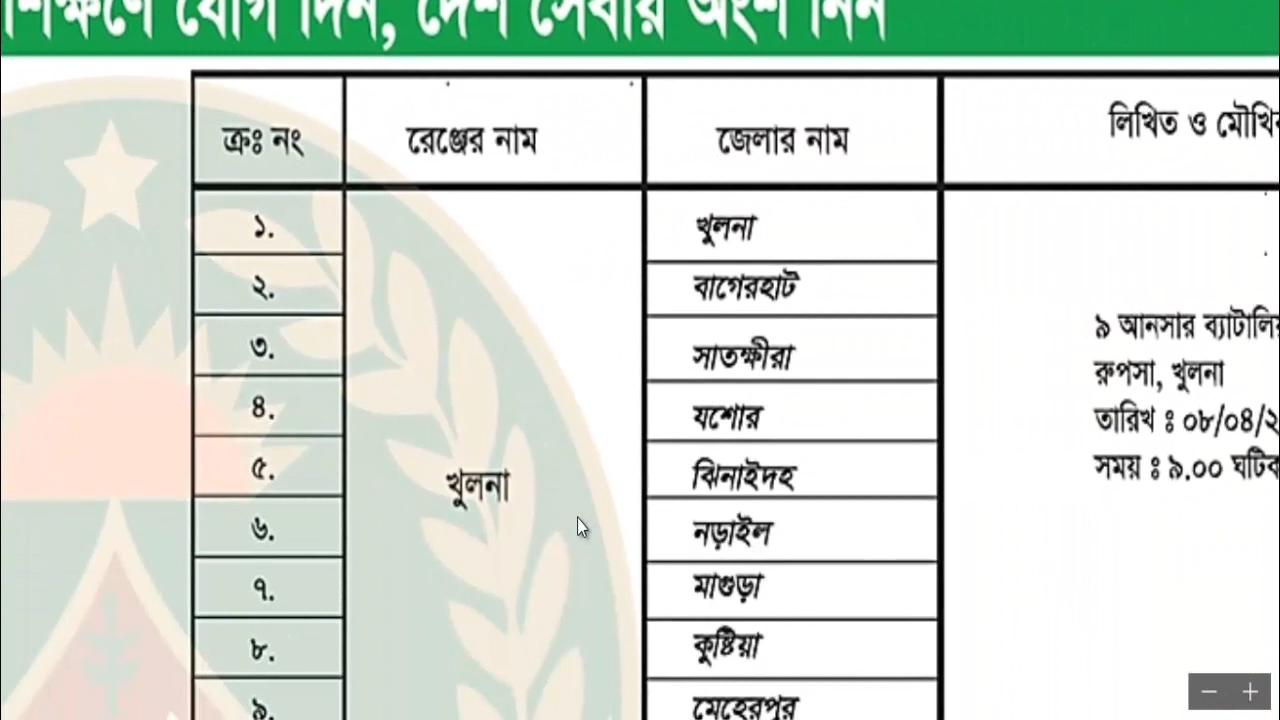 যোগ দিন, দেশ সেবায় অংশ নিন
ক্রঃ নং রেঞ্জের নাম জেলার নাম লিখিত ও
১. খুলনা
২. বাগেরহাট
৩. সাতক্ষীরা
৪. যশোর
৫. ঝিনাইদহ
৬. নড়াইল
৭. মাগুড়া
৮. কুষ্টিয়া
৯. মেহেরপুর
খুলনা
৯ আনসার
রুপসা, খুলনা
তারিখ ঃ ০৮/০৪/২
সময় ঃ ৯.০০